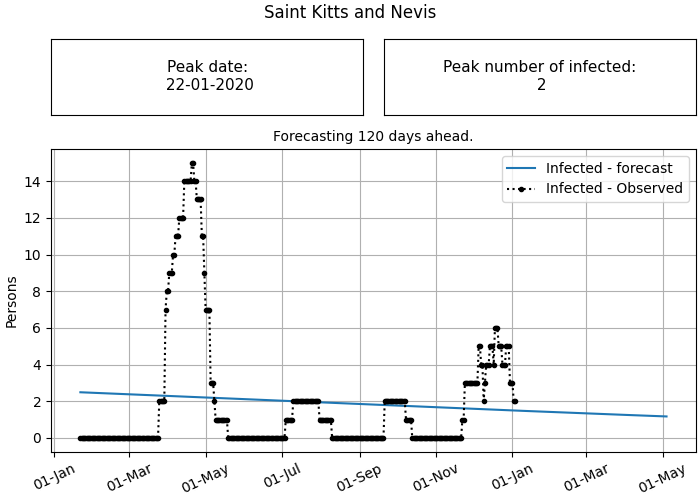 Saint Kitts and Nevis
Peak date:
22-01-2020
Peak number of infected:
2
Forecasting 120 days ahead.
Infected - forecast
Infected - Observed
Persons
14
12
10
8
6
4
2
0
01-Jan
01-Mar
01-May
01-Jul
01-Sep
01-Nov
01-Jan
01-Mar
01-May